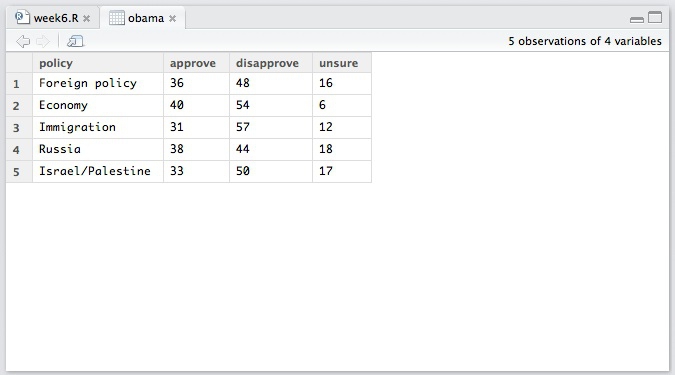 week6.R obama
5 observations of 4 variables
policy approve disapprove unsure
1 Foreign policy 36 48 16
2 Economy 40 54 6
3 Immigration 31 57 12
4 Russia 38 44 18
5 Israel/Palestine 33 50 17